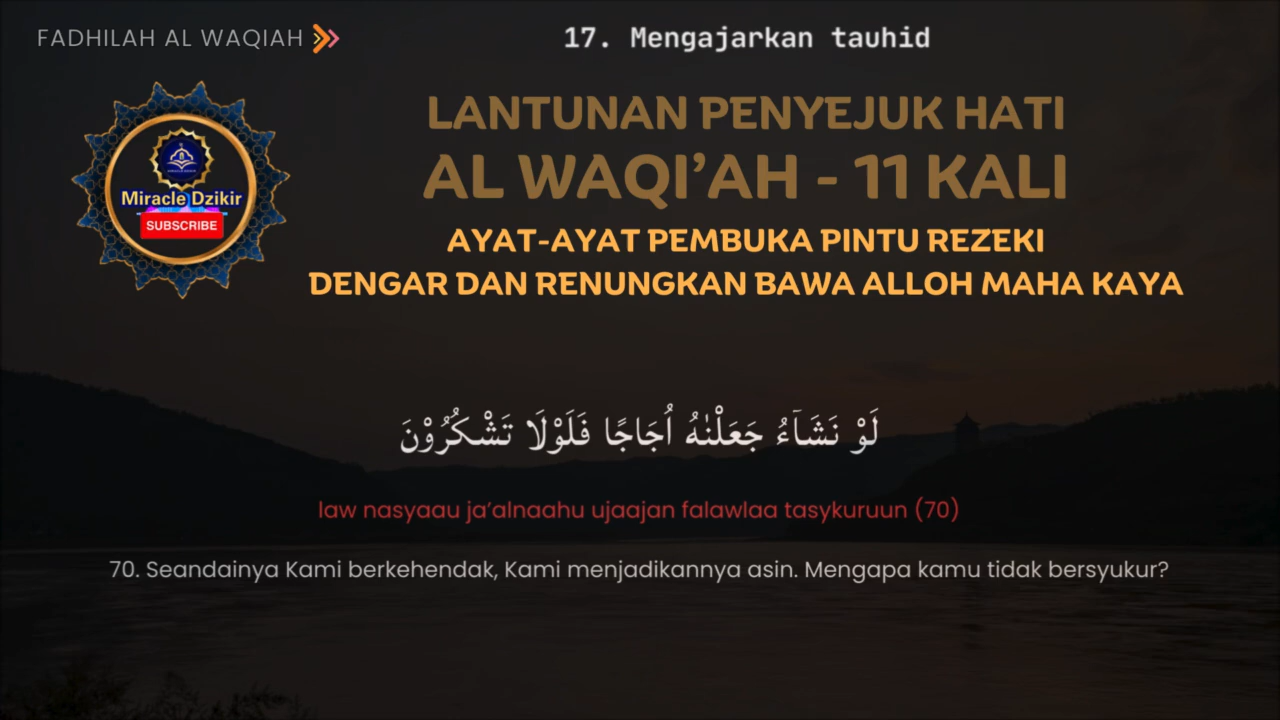 FADHILAH AL WAQIAH
17. Mengajarkan tauhid
LANTUNAN PENYEJUK HATI
AL WAQI’AH - 11 KALI
AYAT-AYAT PEMBUKA PINTU REZEKI
DENGAR DAN RENUNGKAN BAWA ALLOH MAHA KAYA
Miracle Dzikir
SUBSCRIBE
لَوْ نَشَاۤءُ جَعَلْنٰهُ اُجَاجًا فَلَوْلَا تَشْكُرُوْنَ
law nasyaau ja’alnaahu ujaajan falawlaa tasykuruun (70)
70. Seandainya Kami berkehendak, Kami menjadikannya asin. Mengapa kamu tidak bersyukur?